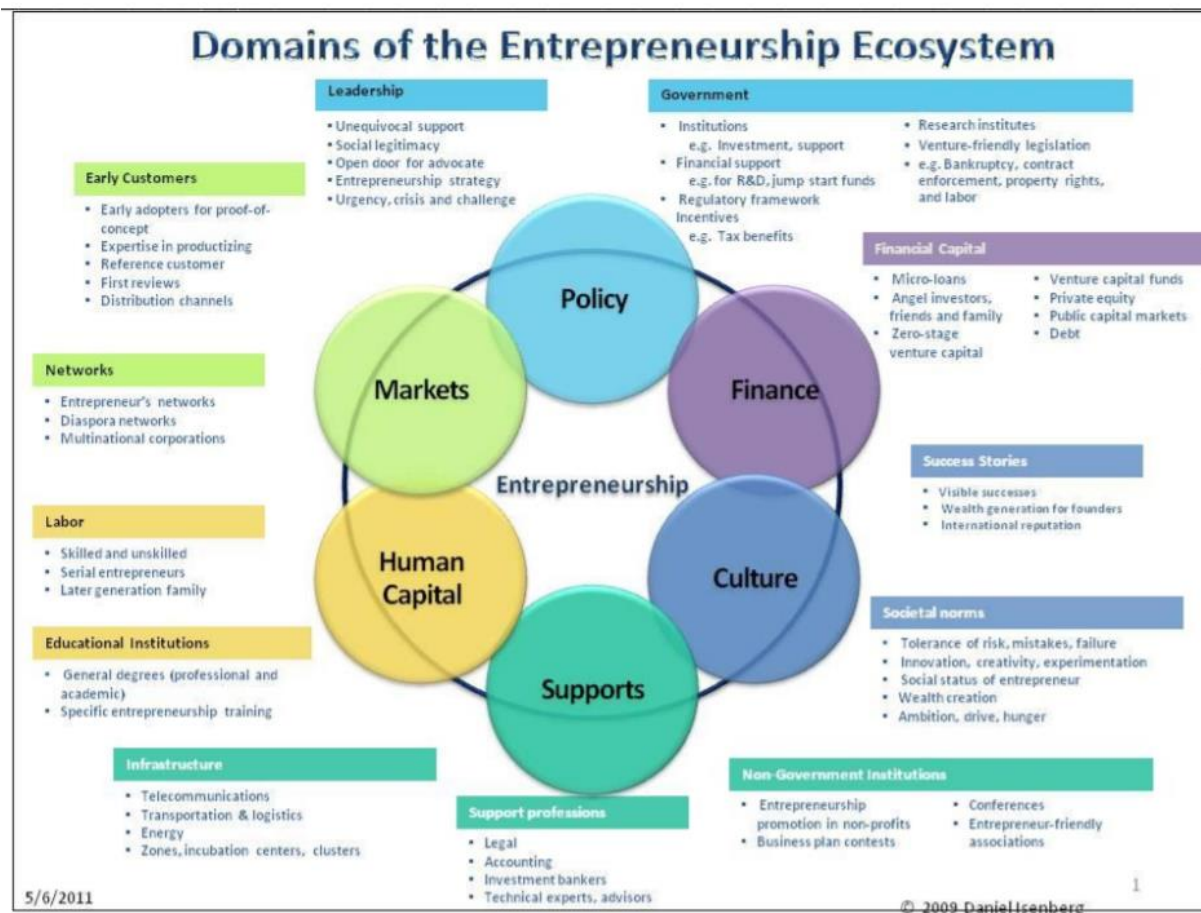 Domains of the Entrepreneurship Ecosystem
Leadership
▪ Unequivocal support
▪ Social legitimacy
▪ Open door for advocate
▪ Entrepreneurship strategy
▪ Urgency, crisis and challenge
Government
• Institutions
e.g. Investment, support
• Financial support
e.g. for R&D, jump start funds
• Regulatory framework
Incentives
e.g. Tax benefits
• Research institutes
• Venture-friendly legislation
• e.g. Bankruptcy, contract
enforcement, property rights,
and labor
Early Customers
• Early adopters for proof-of-
concept
• Expertise in productizing
• Reference customer
• First reviews
• Distribution channels
Financial Capital
• Micro-loans
• Angel investors,
friends and family
• Zero-stage
venture capital
• Venture capital funds
• Private equity
• Public capital markets
• Debt
Networks
• Entrepreneur's networks
• Diaspora networks
• Multinational corporations
Policy
Markets
Finance
Entrepreneurship
Human
Capital
Culture
Supports
Success Stories
• Visible successes
• Wealth generation for founders
• International reputation
Labor
• Skilled and unskilled
• Serial entrepreneurs
• Later generation family
Societal norms
• Tolerance of risk, mistakes, failure
• Innovation, creativity, experimentation
• Social status of entrepreneur
• Wealth creation
• Ambition, drive, hunger
Educational Institutions
• General degrees (professional and
academic)
• Specific entrepreneurship training
Infrastructure
• Telecommunications
• Transportation & logistics
• Energy
• Zones, incubation centers, clusters
Support professions
• Legal
• Accounting
• Investment bankers
• Technical experts, advisors
Non-Government Institutions
• Entrepreneurship
promotion in non-profits
• Business plan contests
• Conferences
• Entrepreneur-friendly
associations
5/6/2011
1
© 2009 Daniel Isenberg